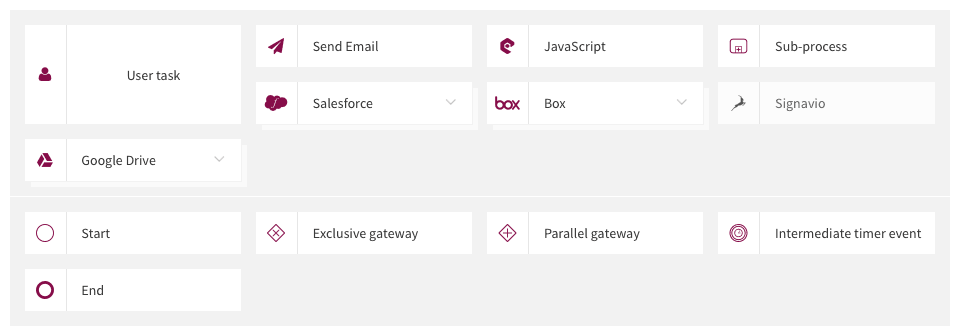 User task
Send Email
JavaScript
Sub-process
Salesforce
box Box
Signavio
Google Drive
Start
Exclusive gateway
Parallel gateway
Intermediate timer event
End